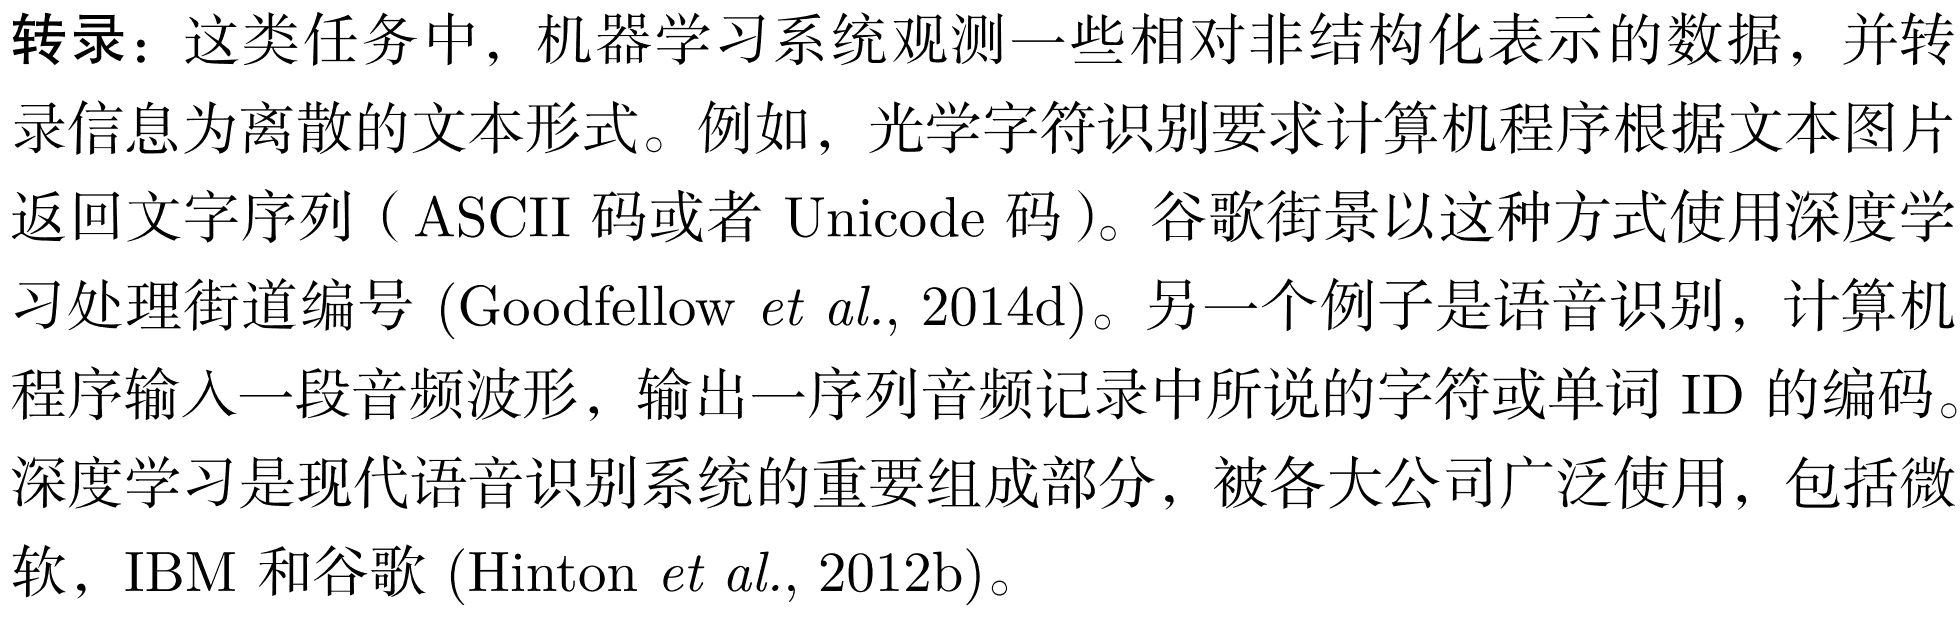 转录：这类任务中，机器学习系统观测一些相对非结构化表示的数据，并转
录信息为离散的文本形式。例如，光学字符识别要求计算机程序根据文本图片
返回文字序列（ASCII 码或者 Unicode 码）。谷歌街景以这种方式使用深度学
习处理街道编号 (Goodfellow et al., 2014d)。另一个例子是语音识别，计算机
程序输入一段音频波形，输出一序列音频记录中所说的字符或单词 ID 的编码。
深度学习是现代语音识别系统的重要组成部分，被各大公司广泛使用，包括微
软，IBM 和谷歌 (Hinton et al., 2012b)。